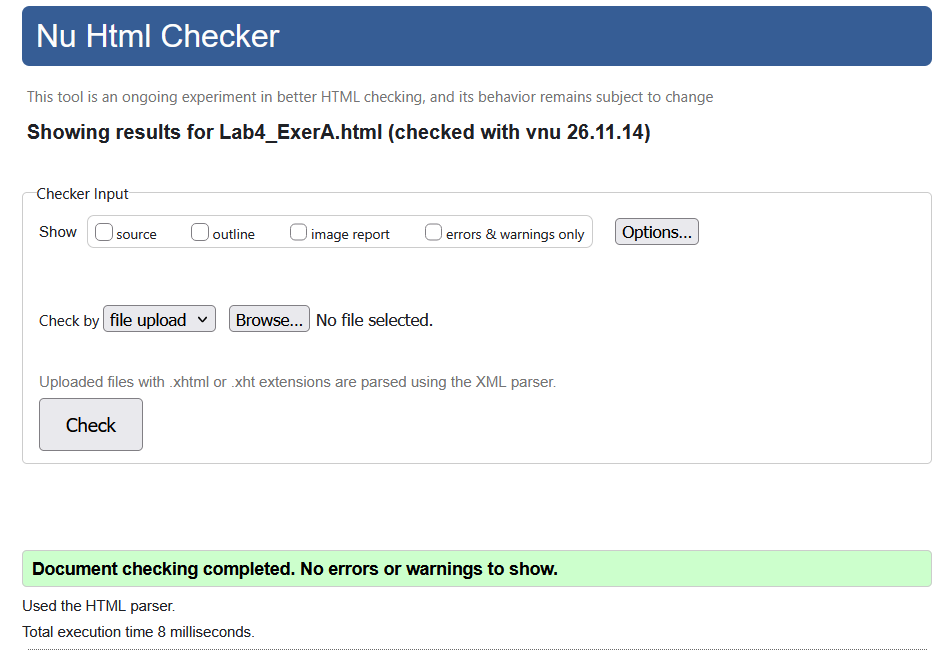 Nu Html Checker
This tool is an ongoing experiment in better HTML checking, and its behavior remains subject to change
Showing results for Lab4_ExerA.html (checked with vnu 26.11.14)
Checker Input
Show source outline image report errors & warnings only Options...
Check by file upload Browse... No file selected.
Uploaded files with .xhtml or .xht extensions are parsed using the XML parser.
Check
Document checking completed. No errors or warnings to show.
Used the HTML parser.
Total execution time 8 milliseconds.